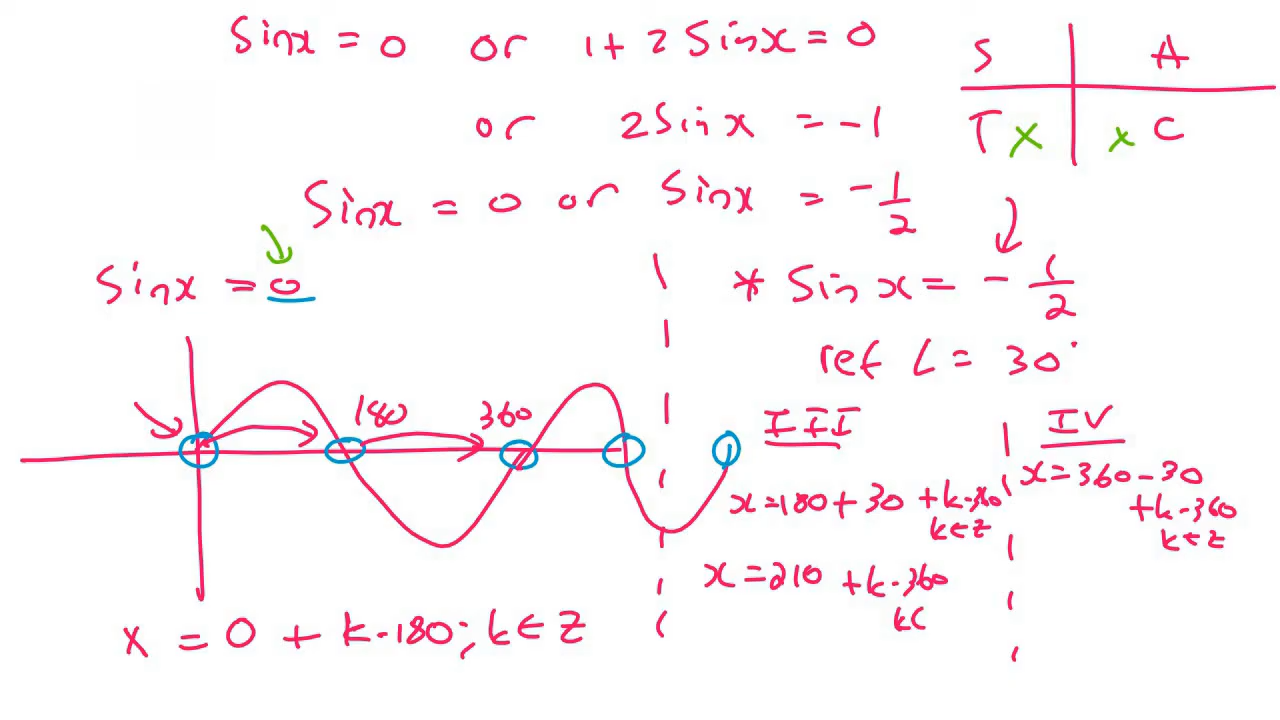 Sinx = 0 or 1 + 2 Sinx = 0
S A
or 2Sinx = -1
T x x C
Sinx = 0 or Sinx = -1/2
Sinx = 0
* Sin x = - 1/2
ref L = 30°
180 360
III
IV
x=180+30 +k·360
k∈Z
x=360-30
+k·360
k∈Z
x=210 +k·360
k∈
x = 0 + k·180; k∈Z